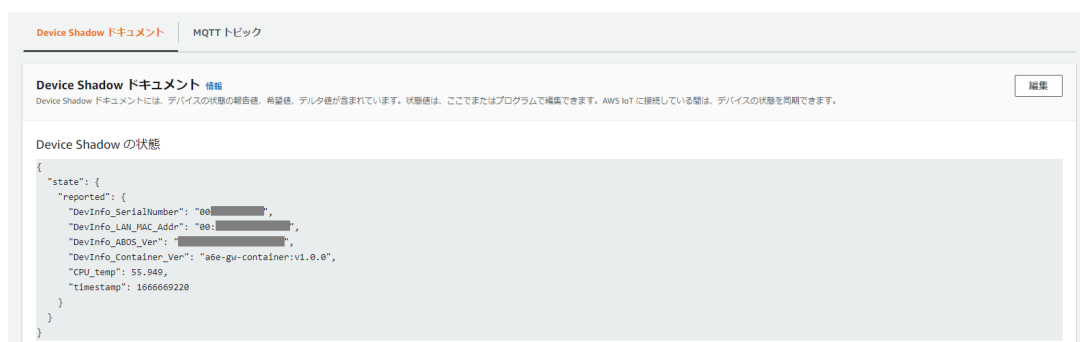 Device Shadow ドキュメント MQTT トピック
Device Shadow ドキュメント 情報
編集
Device Shadow ドキュメントには、デバイスの状態の報告値、希望値、デルタ値が含まれています。状態値は、ここでまたはプログラムで編集できます。AWS IoT に接続している間は、デバイスの状態を同期できます。
Device Shadow の状態
{
"state": {
"reported": {
"DevInfo_SerialNumber": "00",
"DevInfo_LAN_MAC_Addr": "00:",
"DevInfo_ABOS_Ver": "",
"DevInfo_Container_Ver": "a6e-gw-container:v1.0.0",
"CPU_temp": 55.949,
"timestamp": 1666669220
}
}
}